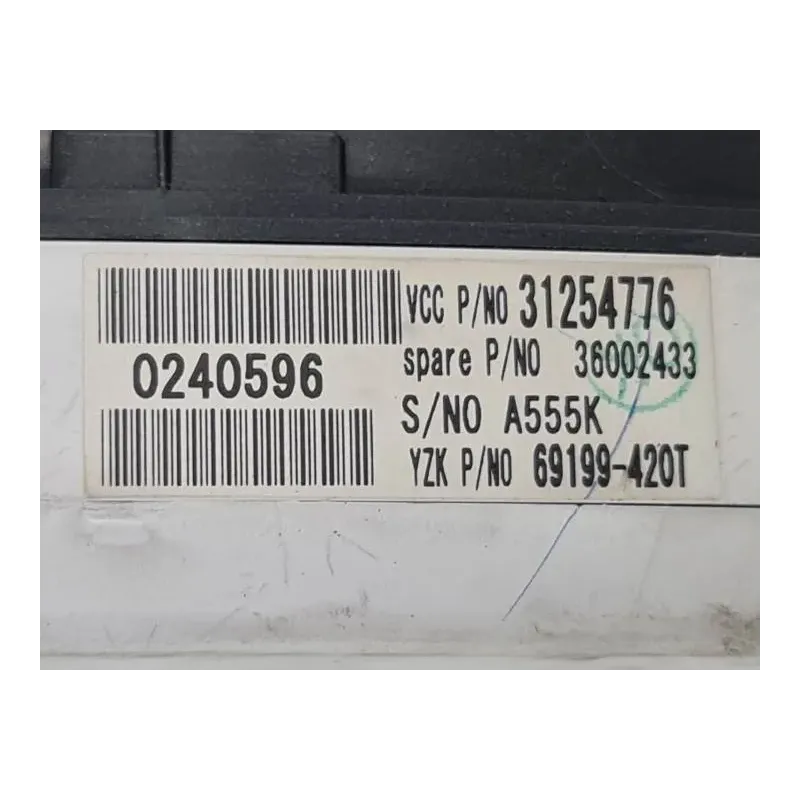 VCC P/NO 31254776
0240596
spare P/NO 36002433
S/NO A555K
YZK P/NO 69199-420T